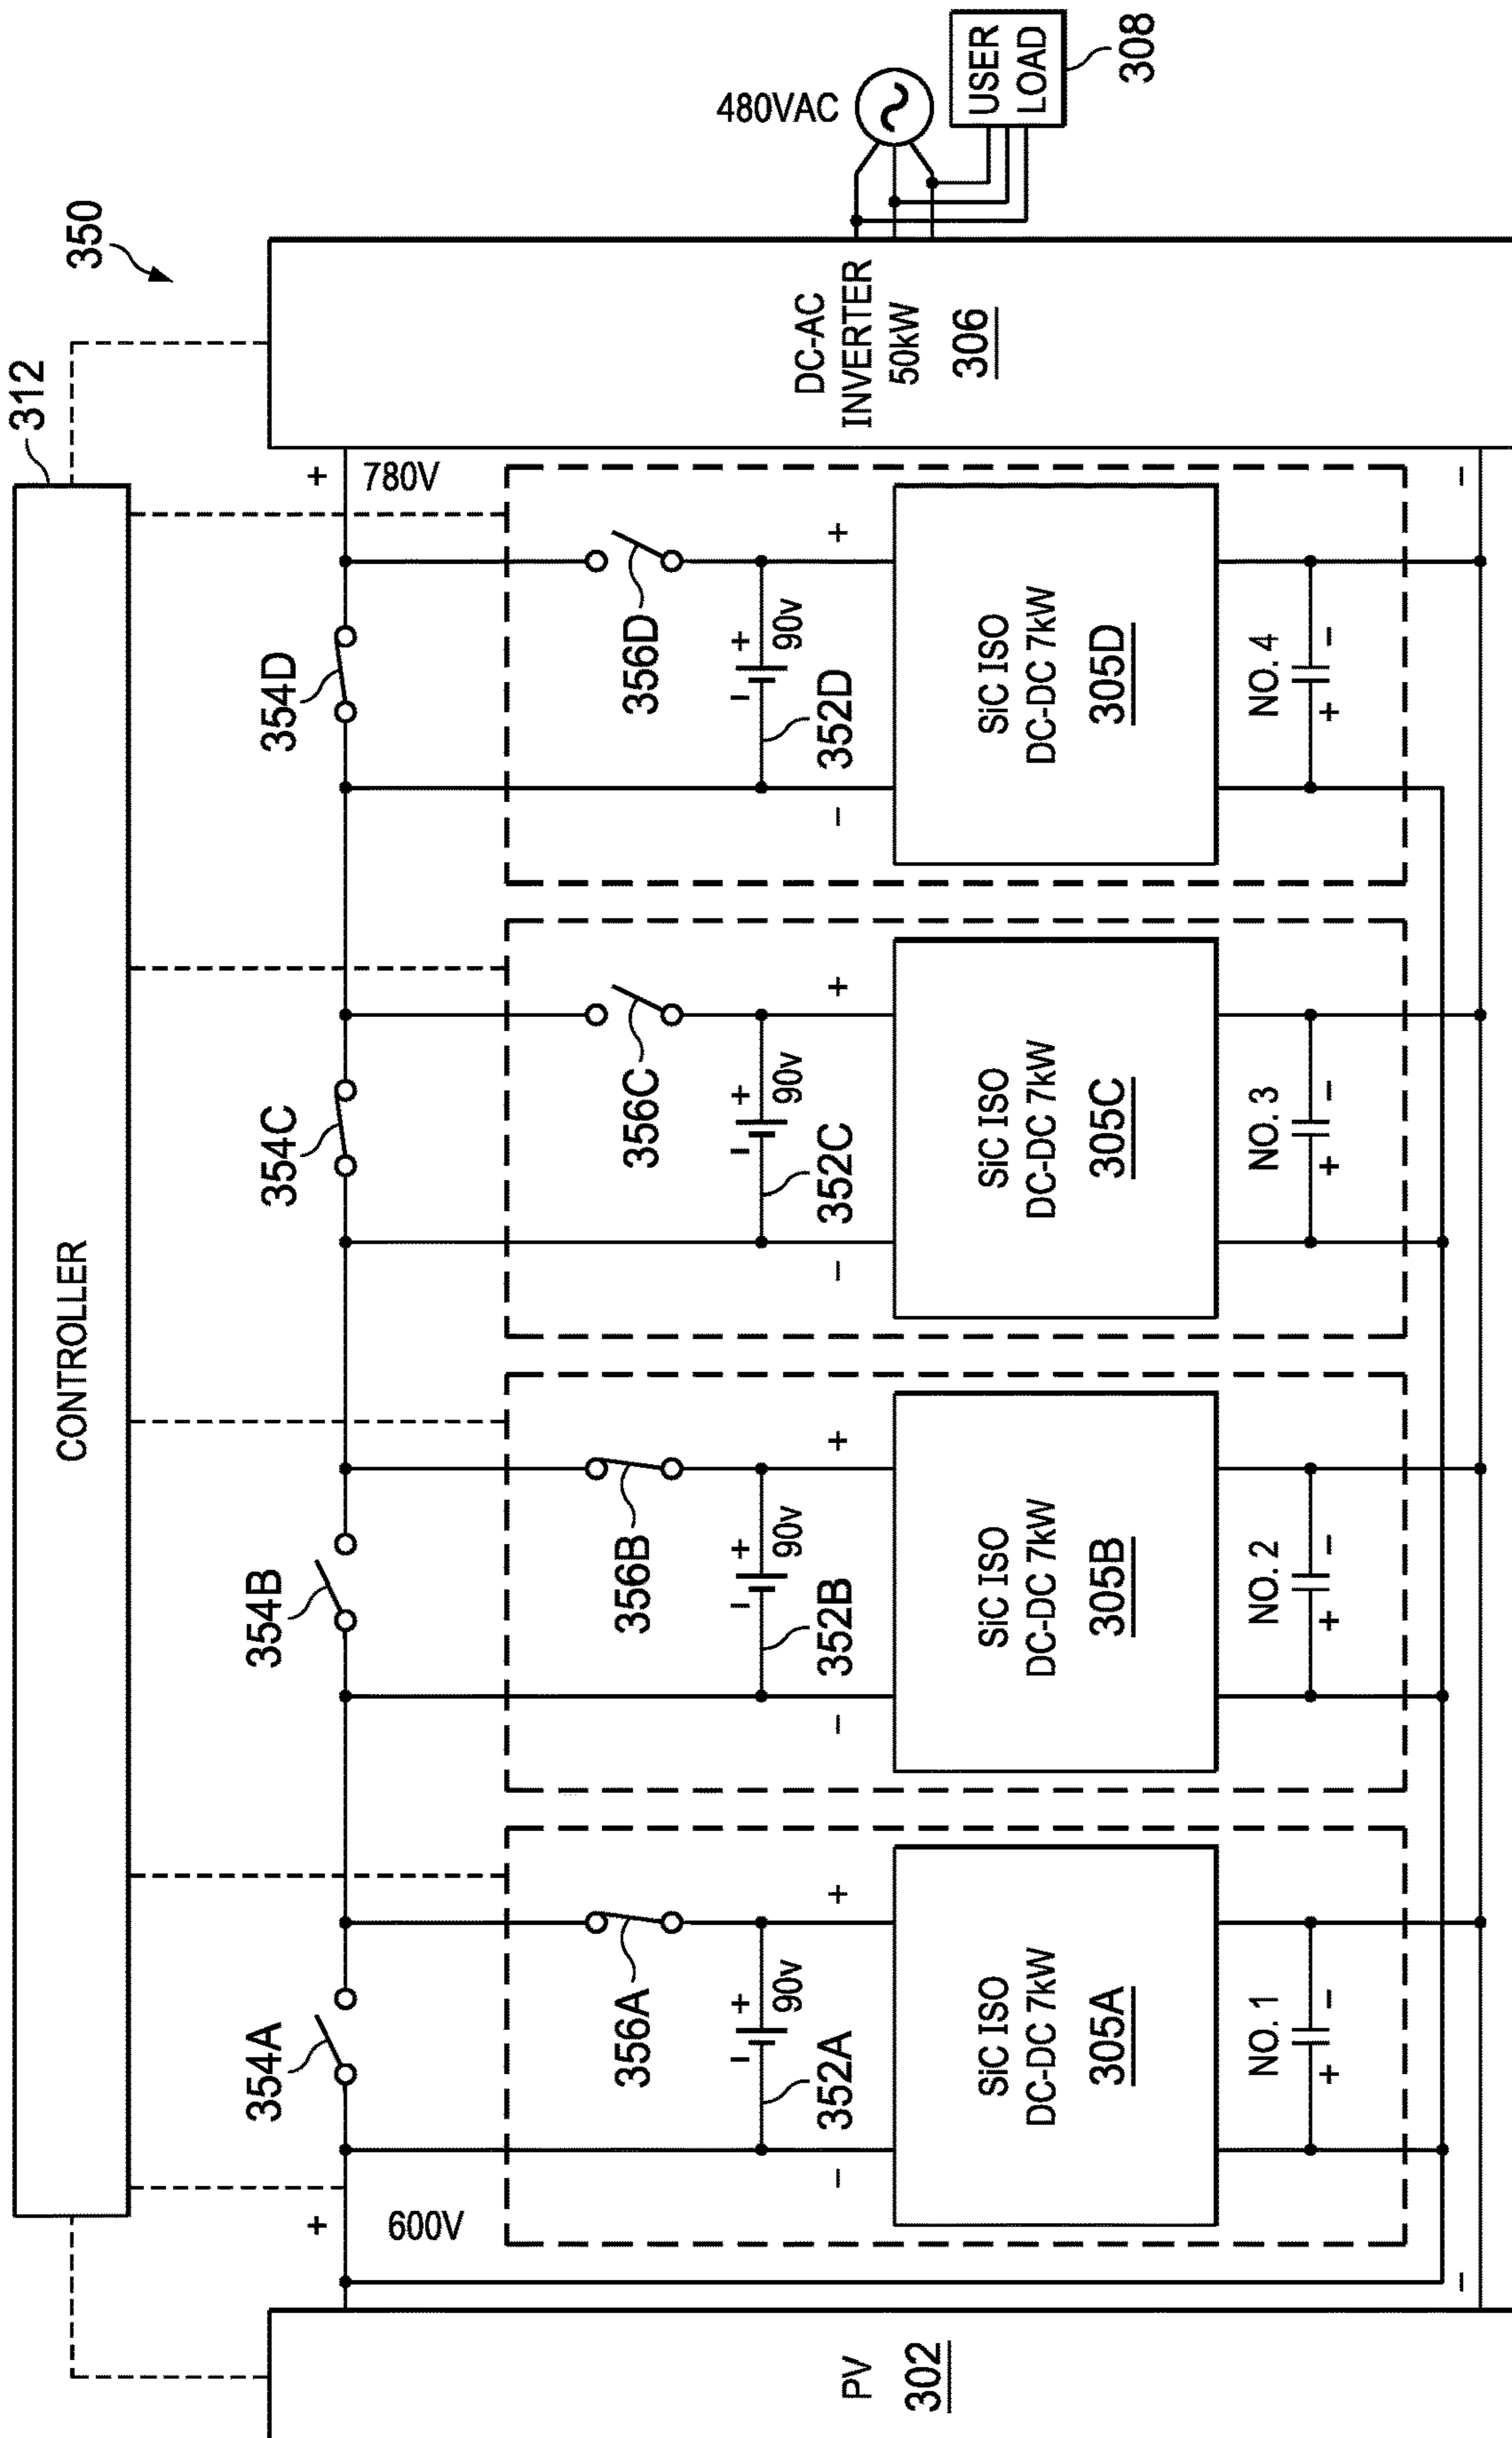 350
312
CONTROLLER
+
600V
354A
354B
354C
354D
+
780V
356A
356B
356C
356D
- +
90v
352A
- +
90v
352B
- +
90v
352C
- +
90v
352D
- +
- +
- +
- +
PV
302
SiC ISO
DC-DC 7kW
305A
SiC ISO
DC-DC 7kW
305B
SiC ISO
DC-DC 7kW
305C
SiC ISO
DC-DC 7kW
305D
DC-AC
INVERTER
50kW
306
480VAC
USER
LOAD
308
NO. 1
+ -
NO. 2
+ -
NO. 3
+ -
NO. 4
+ -
-
-